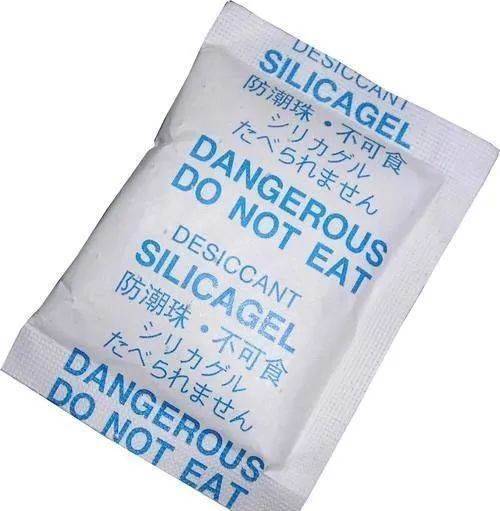 DESICCANT
SILICAGEL
防潮珠・不可食
シリカゲル
たべられません
DANGEROUS
DO NOT EAT
DESICCANT
SILICAGEL
防潮珠・不可食
シリカゲル
たべられません
DANGEROUS
DO NOT EAT